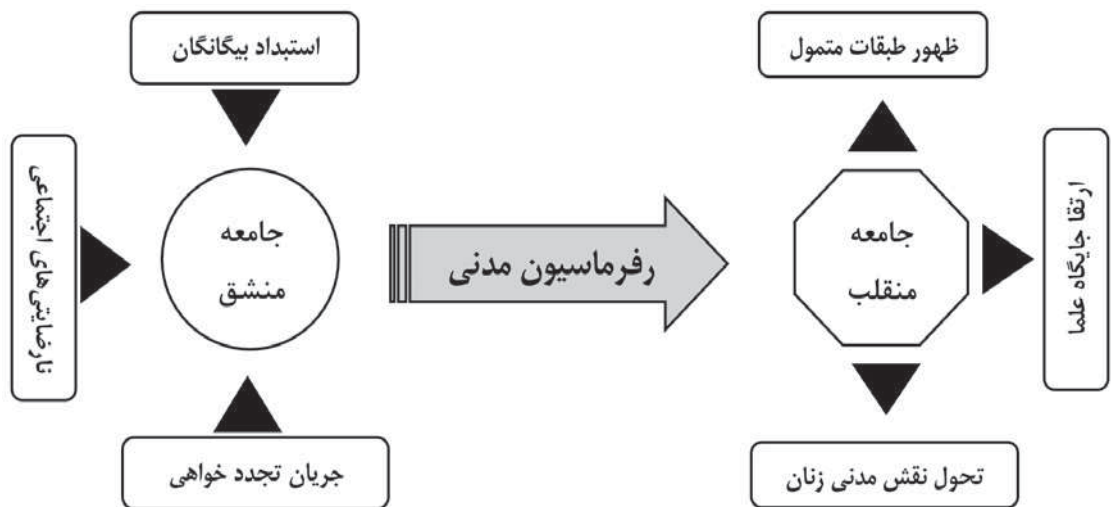 ظهور طبقات متمول
استبداد بیگانگان
ارتقا جایگاه علما
جامعه
منقلب
رفرماسیون مدنی
جامعه
منشق
نارضایتی‌های اجتماعی
تحول نقش مدنی زنان
جریان تجدد خواهی